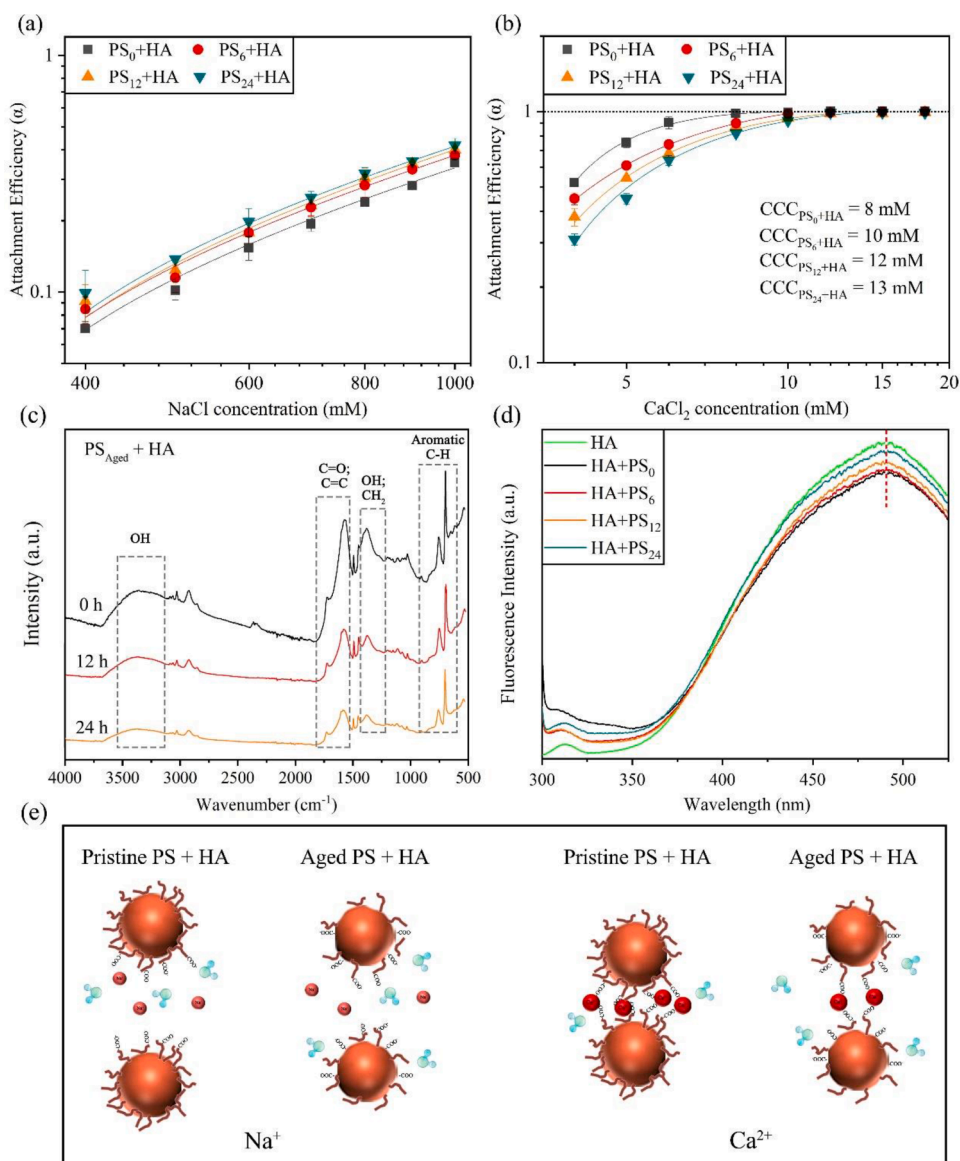 (a)
PS₀+HA PS₆+HA
PS₁₂+HA PS₂₄+HA
1
0.1
Attachment Efficiency (α)
400 600 800 1000
NaCl concentration (mM)
(b)
PS₀+HA PS₆+HA
PS₁₂+HA PS₂₄+HA
1
0.1
Attachment Efficiency (α)
CCC_PS₀+HA = 8 mM
CCC_PS₆+HA = 10 mM
CCC_PS₁₂+HA = 12 mM
CCC_PS₂₄−HA = 13 mM
5 10 15 20
CaCl₂ concentration (mM)
(c)
PS_Aged + HA
OH
C=O;
C=C
OH;
CH₂
Aromatic
C-H
0 h
12 h
24 h
Intensity (a.u.)
4000 3500 3000 2500 2000 1500 1000 500
Wavenumber (cm⁻¹)
(d)
HA
HA+PS₀
HA+PS₆
HA+PS₁₂
HA+PS₂₄
Fluorescence Intensity (a.u.)
300 350 400 450 500
Wavelength (nm)
(e)
Pristine PS + HA Aged PS + HA Pristine PS + HA Aged PS + HA
Na⁺ Ca²⁺